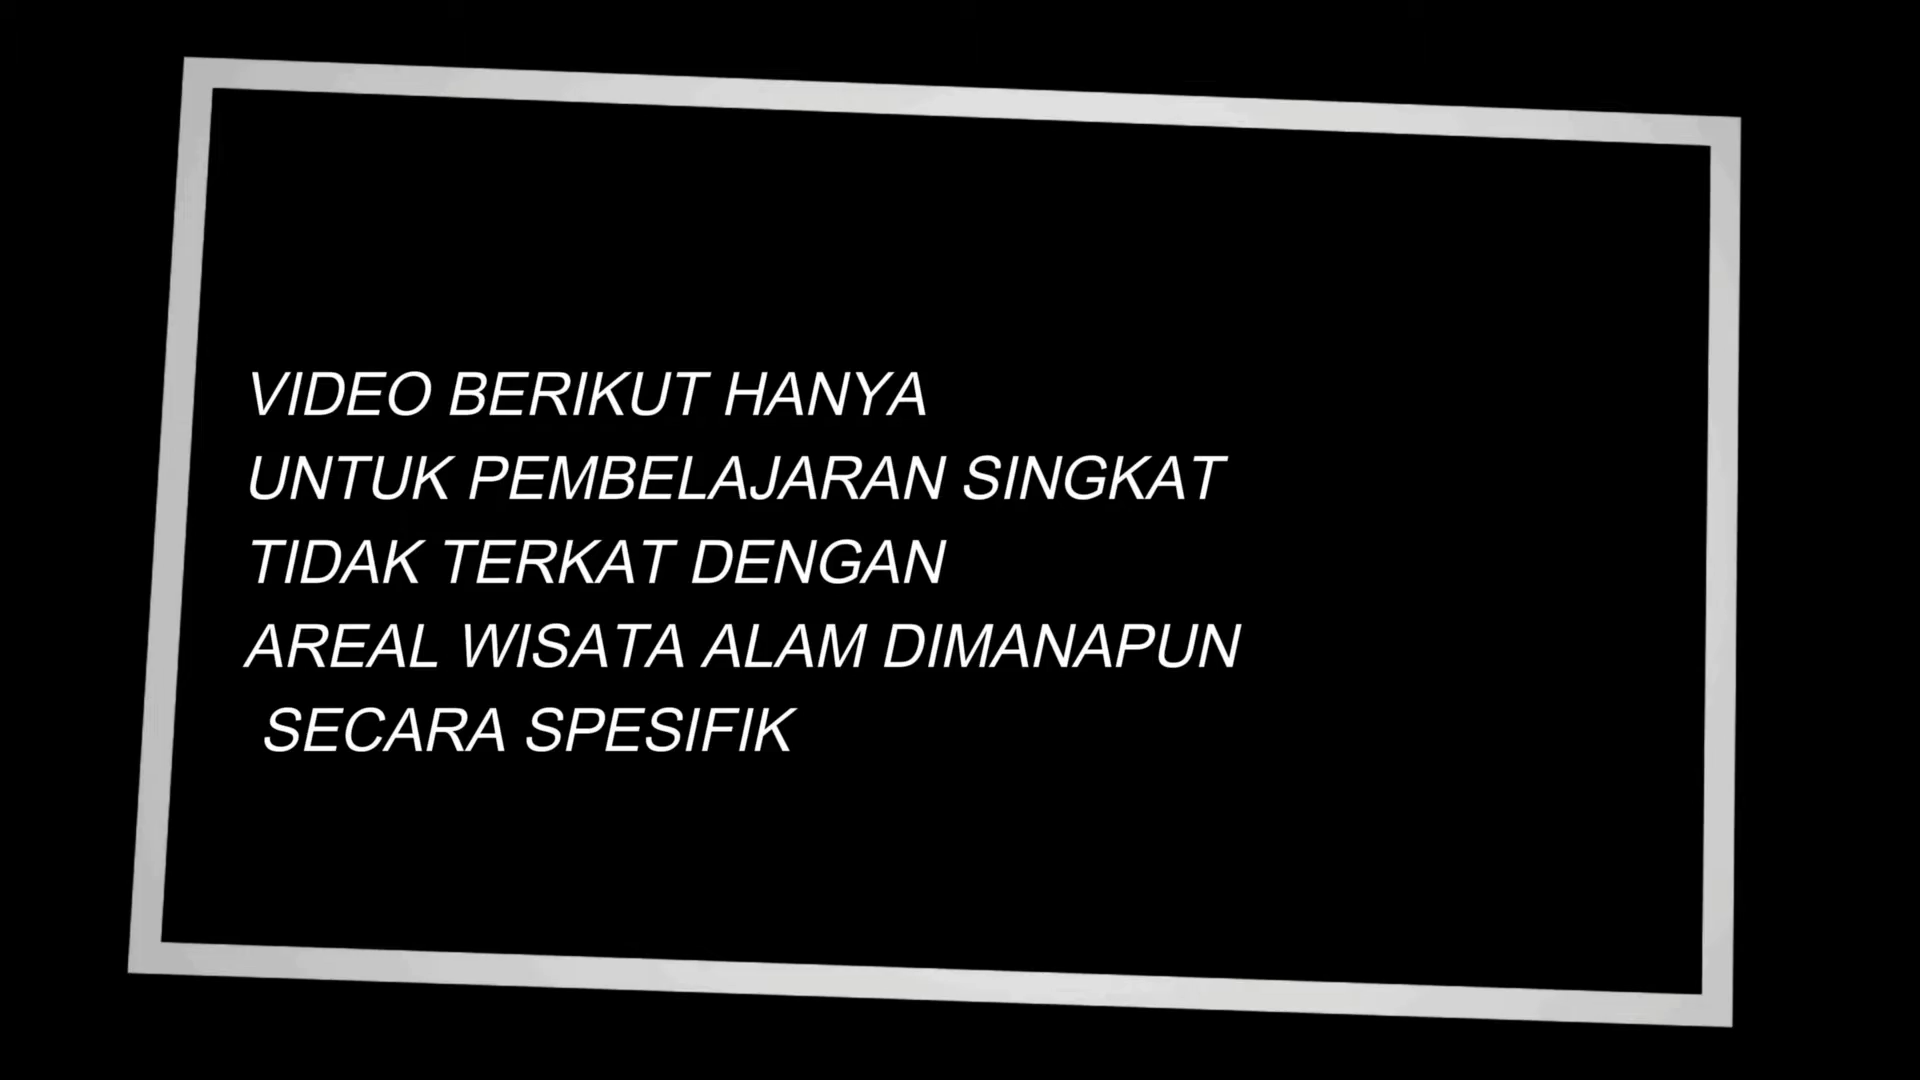 VIDEO BERIKUT HANYA
UNTUK PEMBELAJARAN SINGKAT
TIDAK TERKAT DENGAN
AREAL WISATA ALAM DIMANAPUN
SECARA SPESIFIK